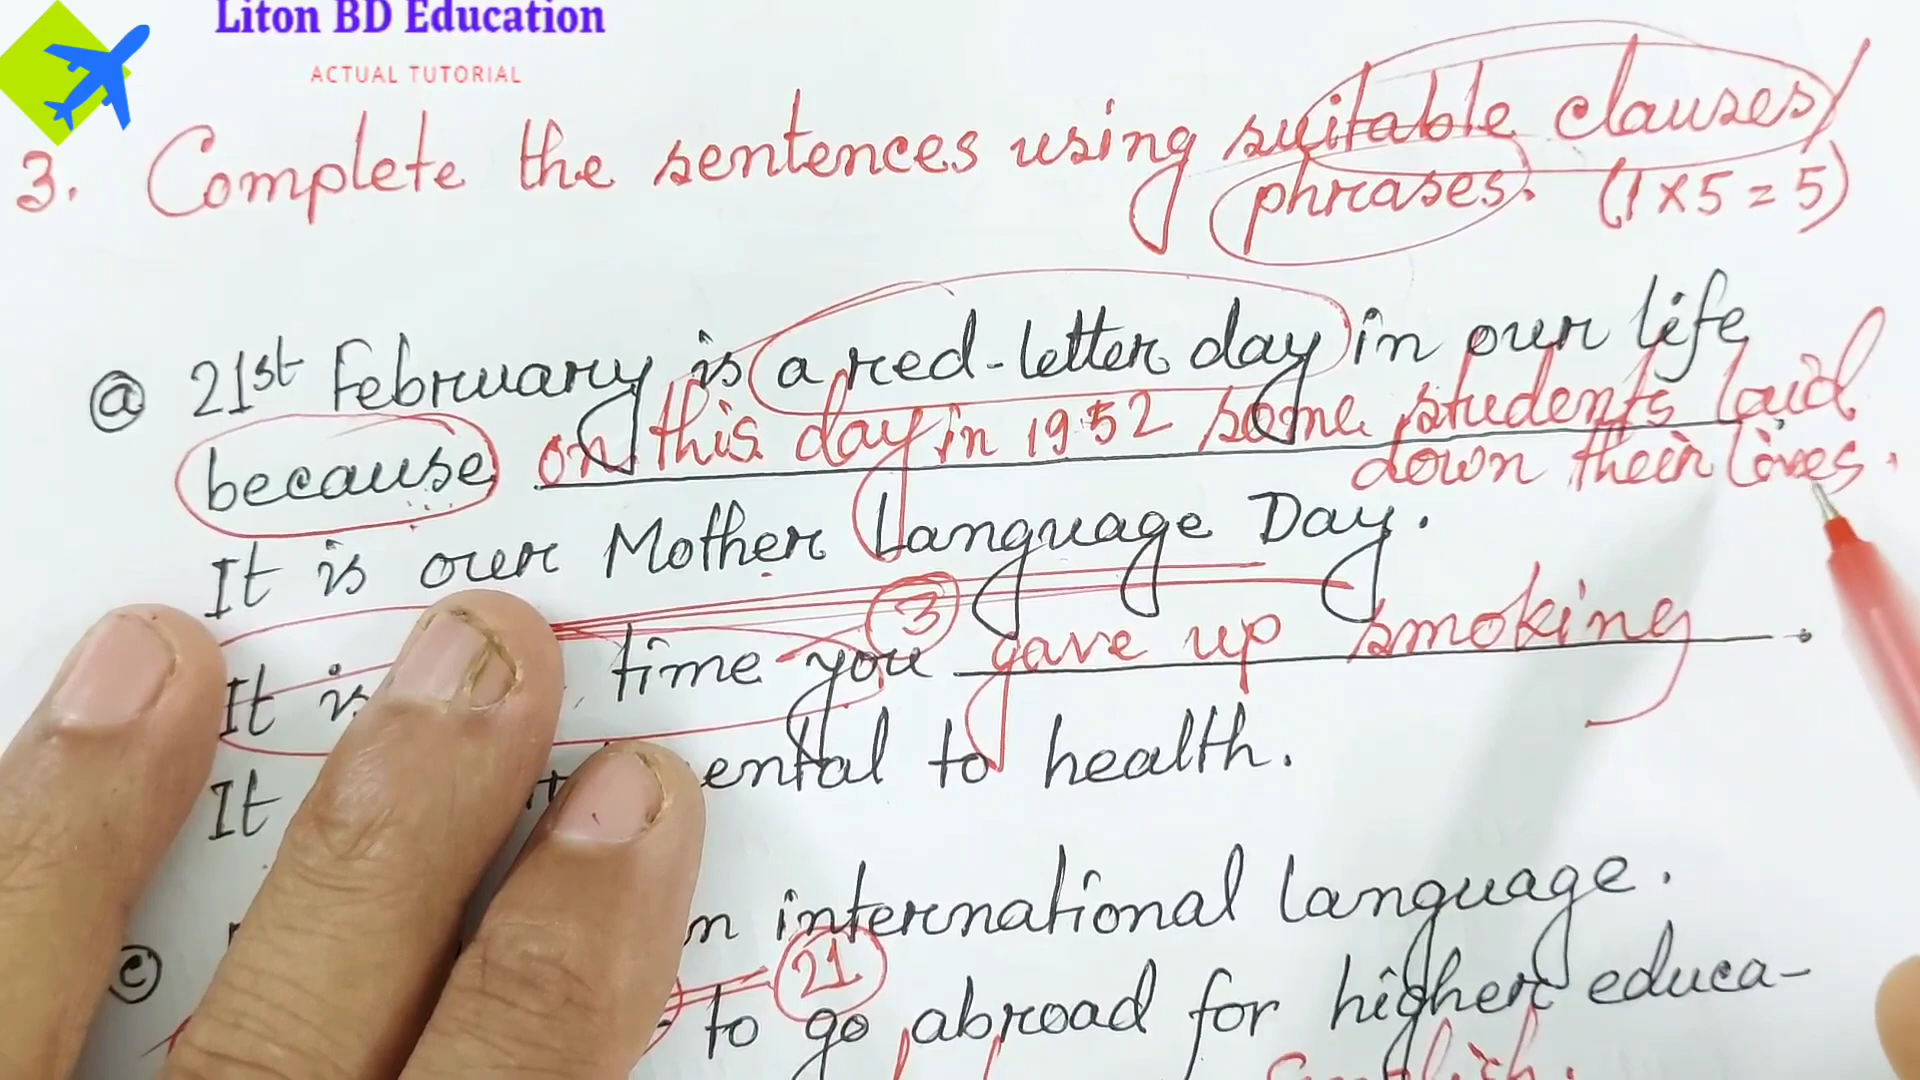 Liton BD Education
ACTUAL TUTORIAL
3. Complete the sentences using suitable clauses/
phrases. (1×5=5)
(a) 21st February is a red-letter day in our life
because on this day in 1952 some students laid
down their lives.
It is our Mother Language Day.
3
It is time you gave up smoking.
It ental to health.
(c) n international language.
21
to go abroad for higher educa-